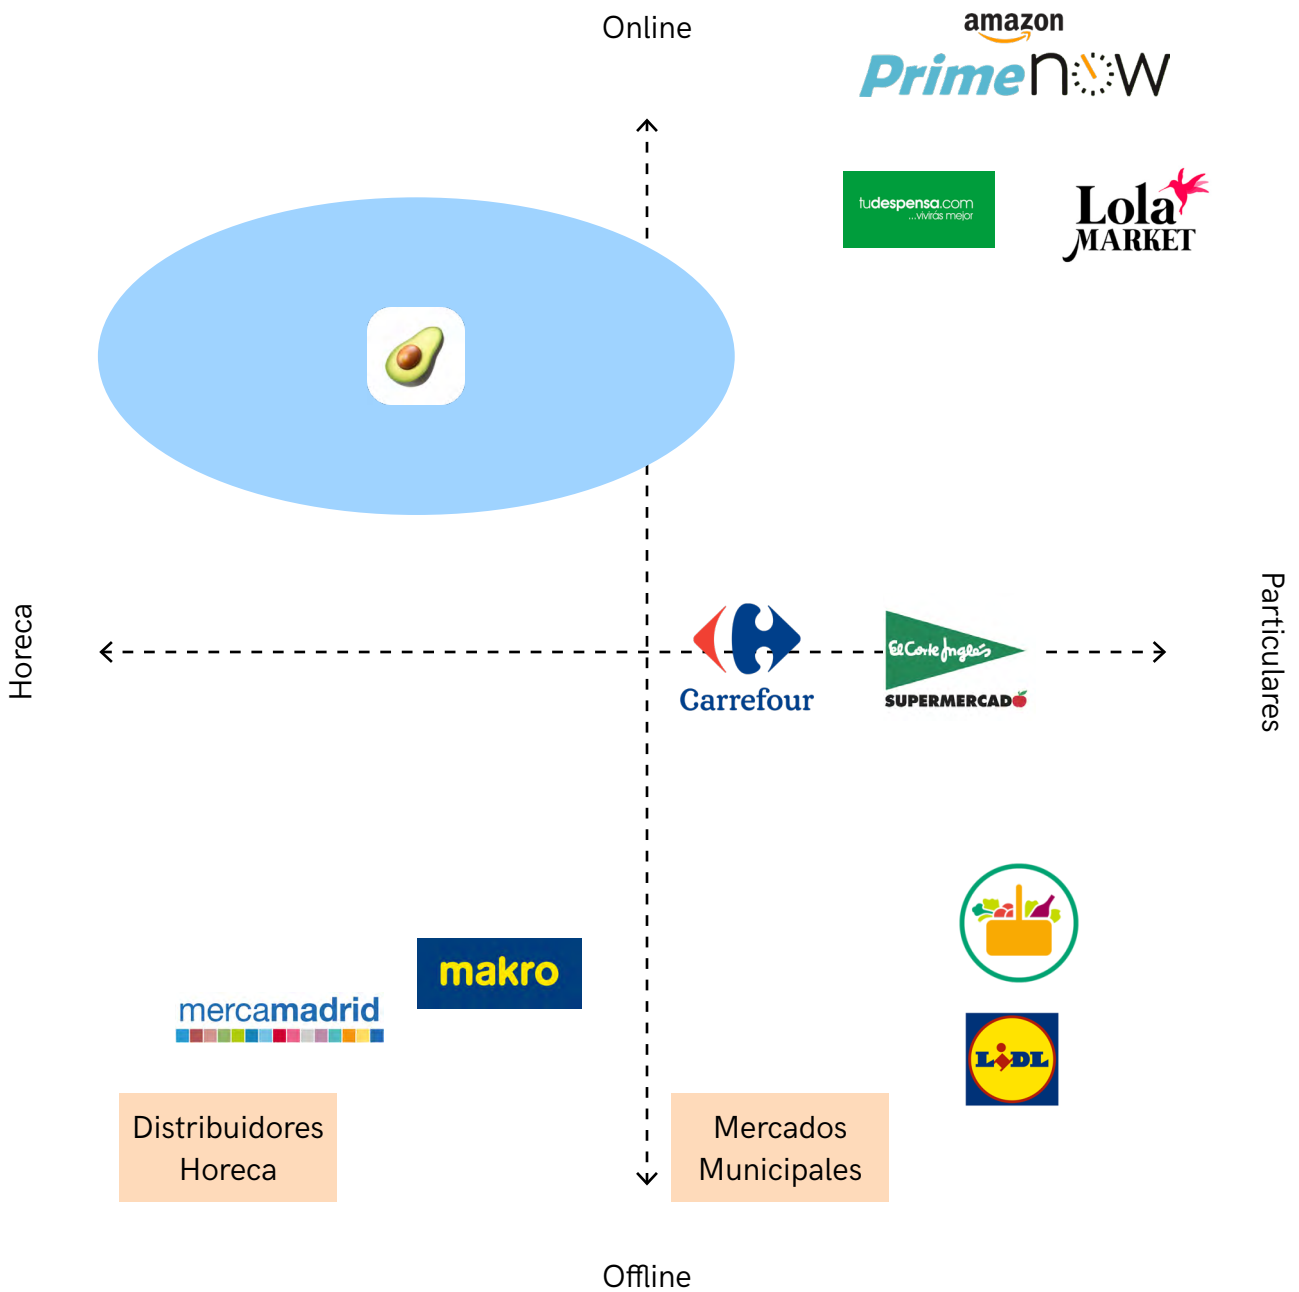 Online
amazon
Prime now
tudespensa.com
...vivirás mejor
Lola
MARKET
Horeca
Particulares
Carrefour
El Corte Inglés
SUPERMERCADO
makro
mercamadrid
LIDL
Distribuidores
Horeca
Mercados
Municipales
Offline